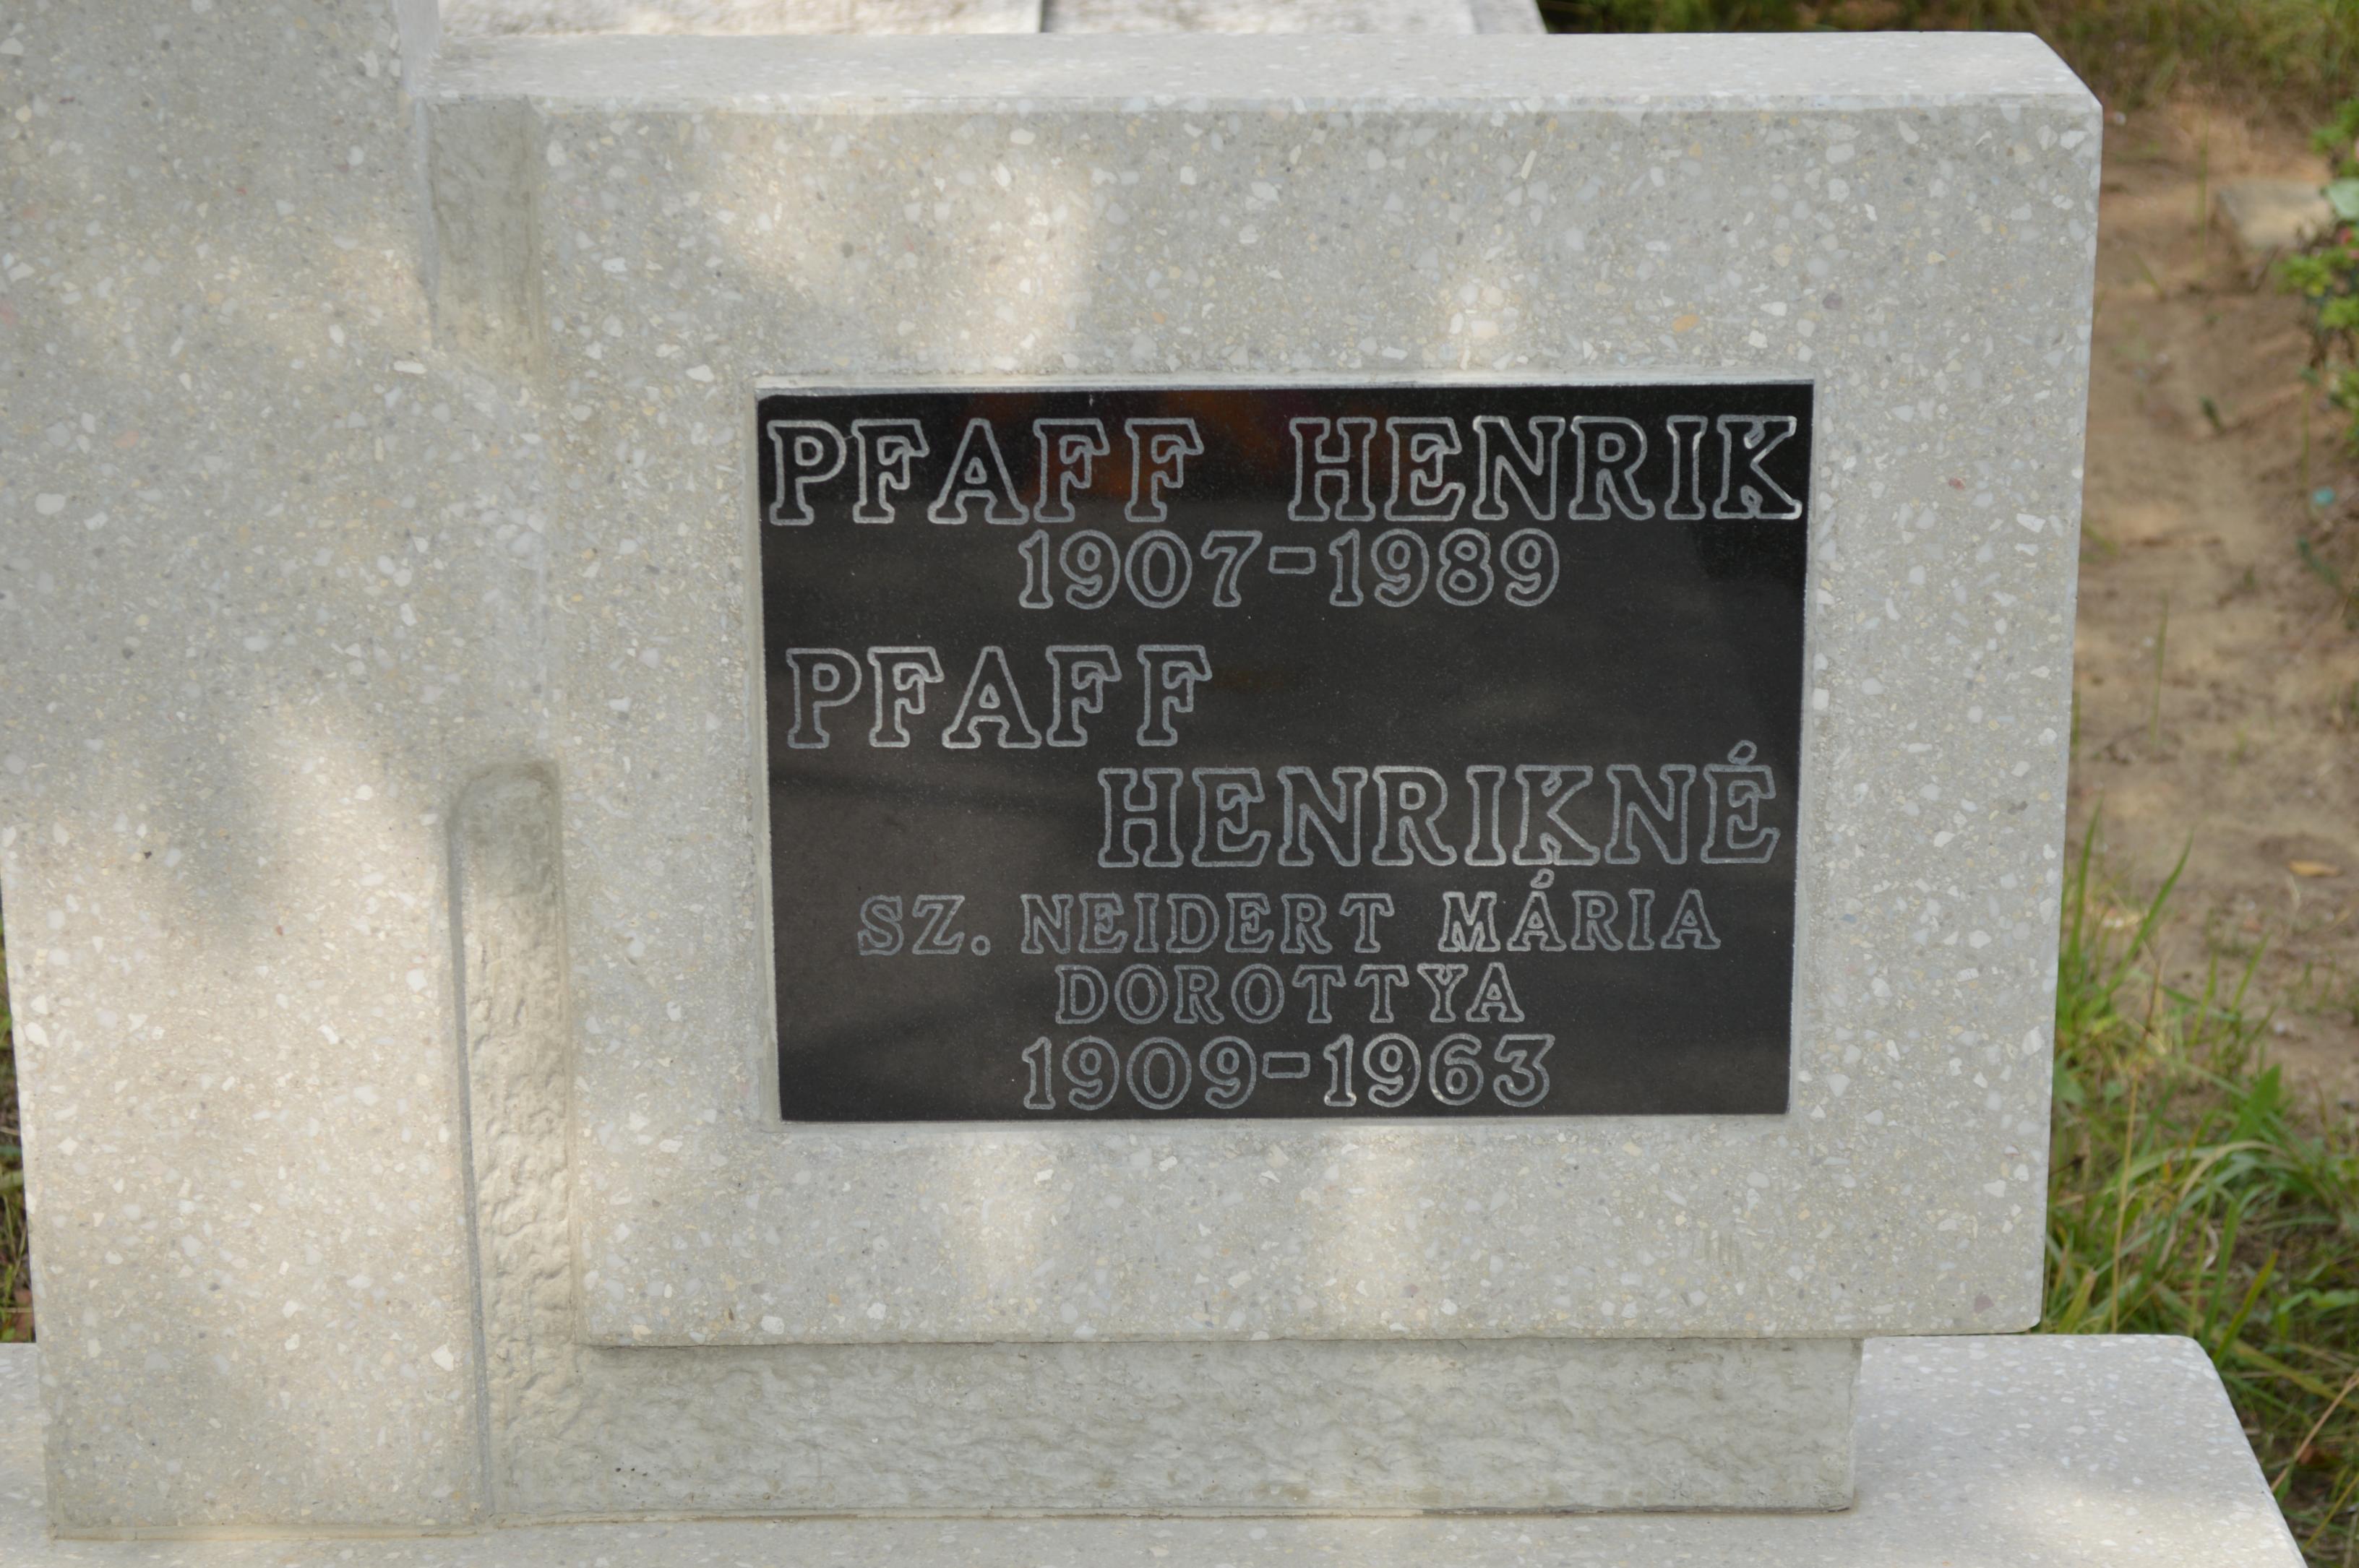 PFAFF HENRIK
1907-1989
PFAFF
HENRIKNÉ
SZ. NEIDERT MÁRIA
DOROTTYA
1909-1963